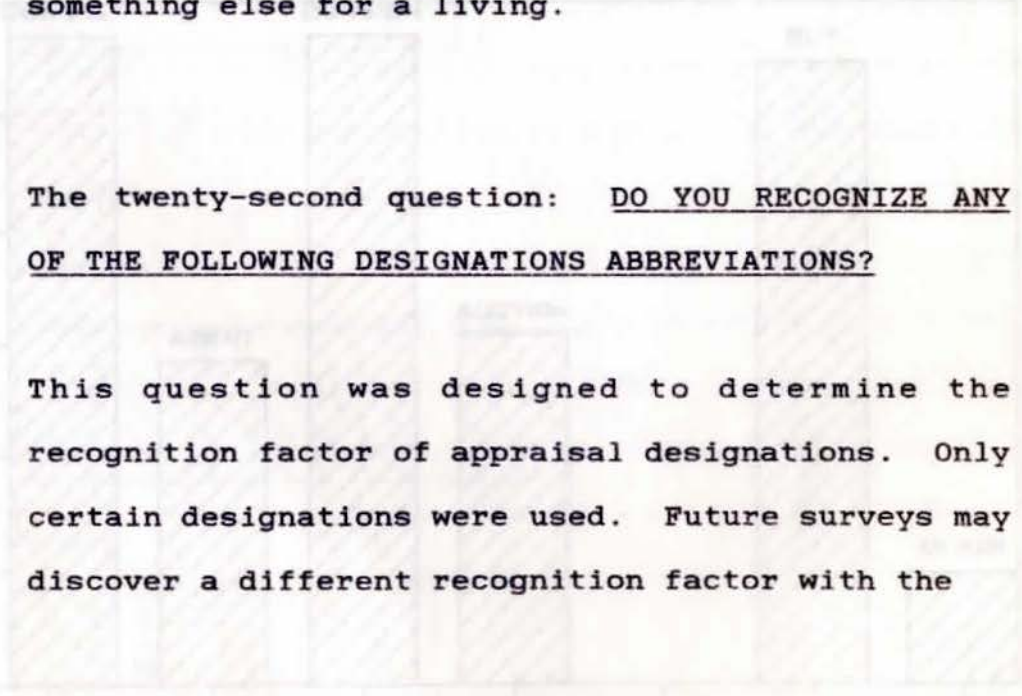 something else for a living.
The twenty-second question: DO YOU RECOGNIZE ANY
OF THE FOLLOWING DESIGNATIONS ABBREVIATIONS?
This question was designed to determine the
recognition factor of appraisal designations. Only
certain designations were used. Future surveys may
discover a different recognition factor with the